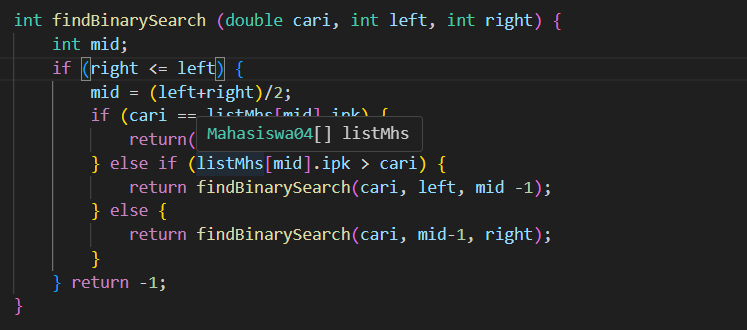 int findBinarySearch (double cari, int left, int right) {
    int mid;
    if (right <= left) {
        mid = (left+right)/2;
        if (cari == listMhs[mid].ipk) {
            return(
Mahasiswa04[] listMhs
        } else if (listMhs[mid].ipk > cari) {
            return findBinarySearch(cari, left, mid -1);
        } else {
            return findBinarySearch(cari, mid-1, right);
        }
    } return -1;
}